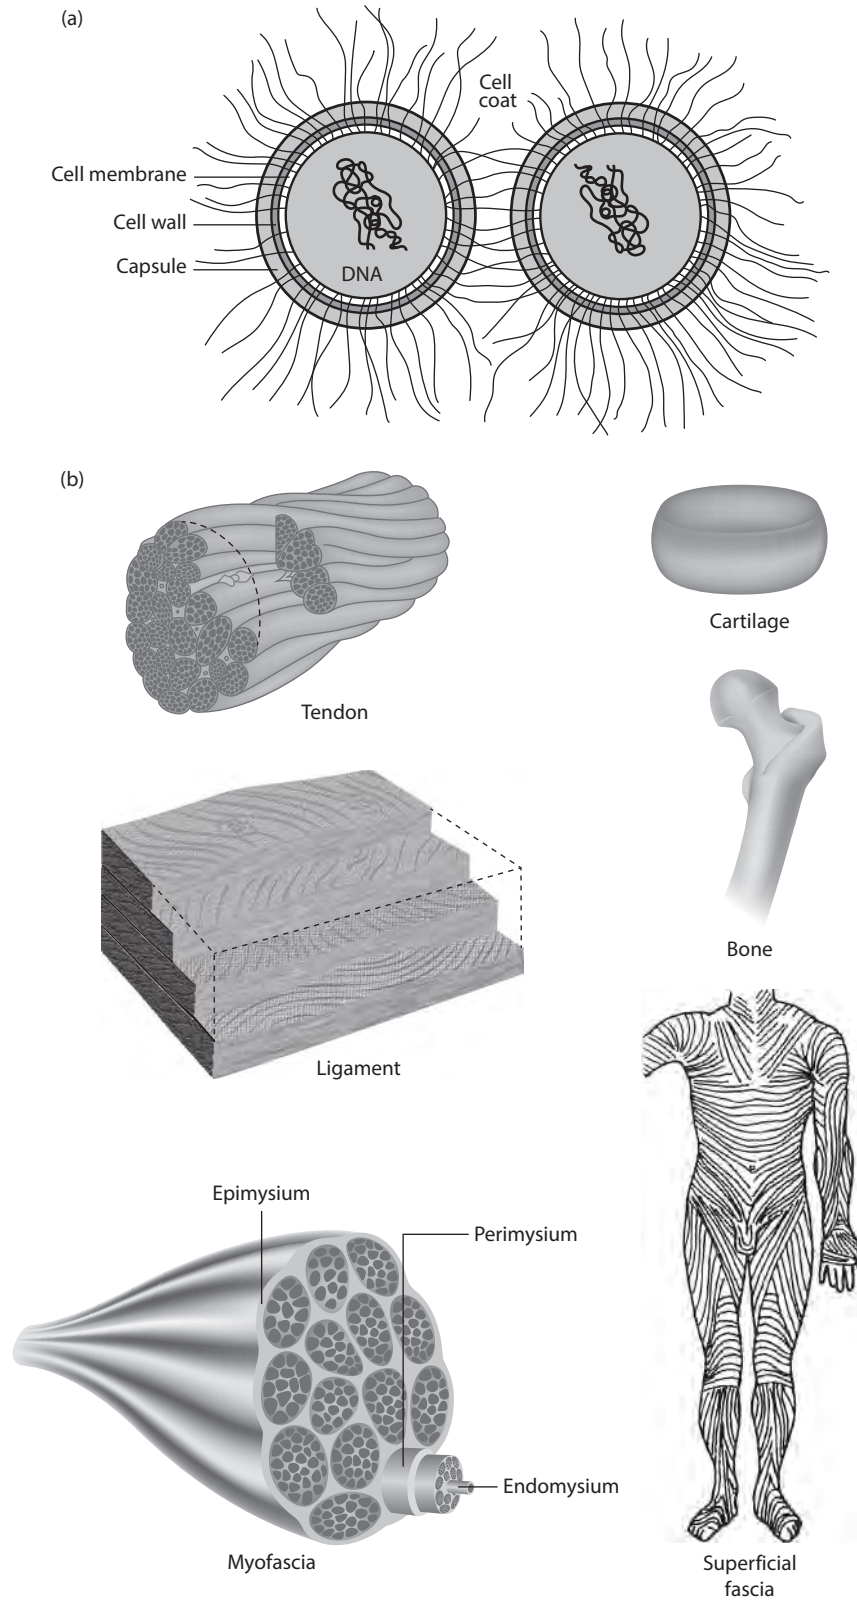 (a)
Cell
coat
Cell membrane
Cell wall
Capsule
DNA
(b)
Cartilage
Tendon
Bone
Ligament
Epimysium
Perimysium
Endomysium
Myofascia
Superficial
fascia